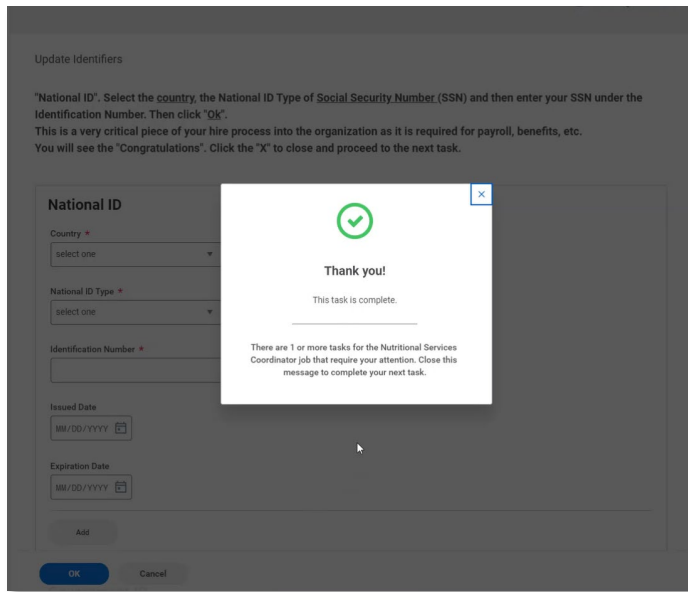 Update Identifiers
"National ID". Select the country, the National ID Type of Social Security Number (SSN) and then enter your SSN under the
Identification Number. Then click "Ok".
This is a very critical piece of your hire process into the organization as it is required for payroll, benefits, etc.
You will see the "Congratulations". Click the "X" to close and proceed to the next task.
National ID
Country *
select one
National ID Type *
select one
Identification Number *
Issued Date
MM/DD/YYYY
Expiration Date
MM/DD/YYYY
Add
OK Cancel
Thank you!
This task is complete.
There are 1 or more tasks for the Nutritional Services
Coordinator job that require your attention. Close this
message to complete your next task.